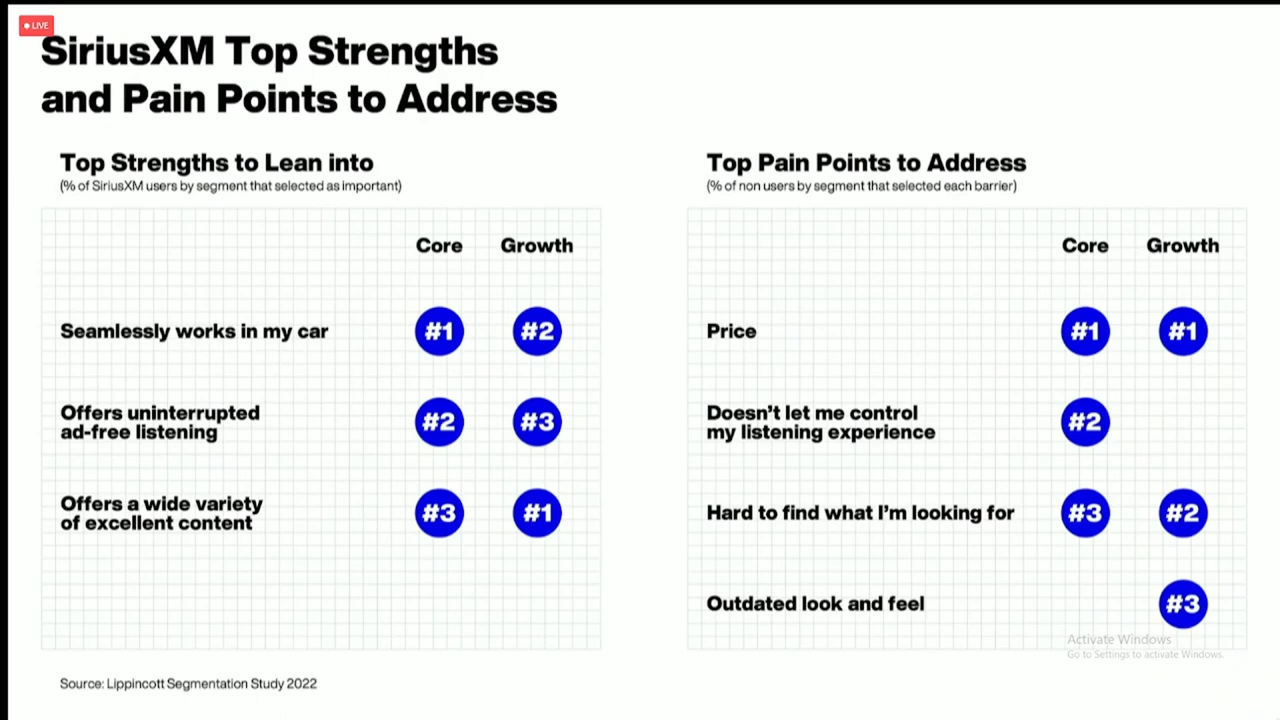 LIVE
SiriusXM Top Strengths
and Pain Points to Address
Top Strengths to Lean into
(% of SiriusXM users by segment that selected as important)
Core Growth
Seamlessly works in my car #1 #2
Offers uninterrupted
ad-free listening #2 #3
Offers a wide variety
of excellent content #3 #1
Top Pain Points to Address
(% of non users by segment that selected each barrier)
Core Growth
Price #1 #1
Doesn't let me control
my listening experience #2
Hard to find what I'm looking for #3 #2
Outdated look and feel #3
Activate Windows
Go to Settings to activate Windows.
Source: Lippincott Segmentation Study 2022